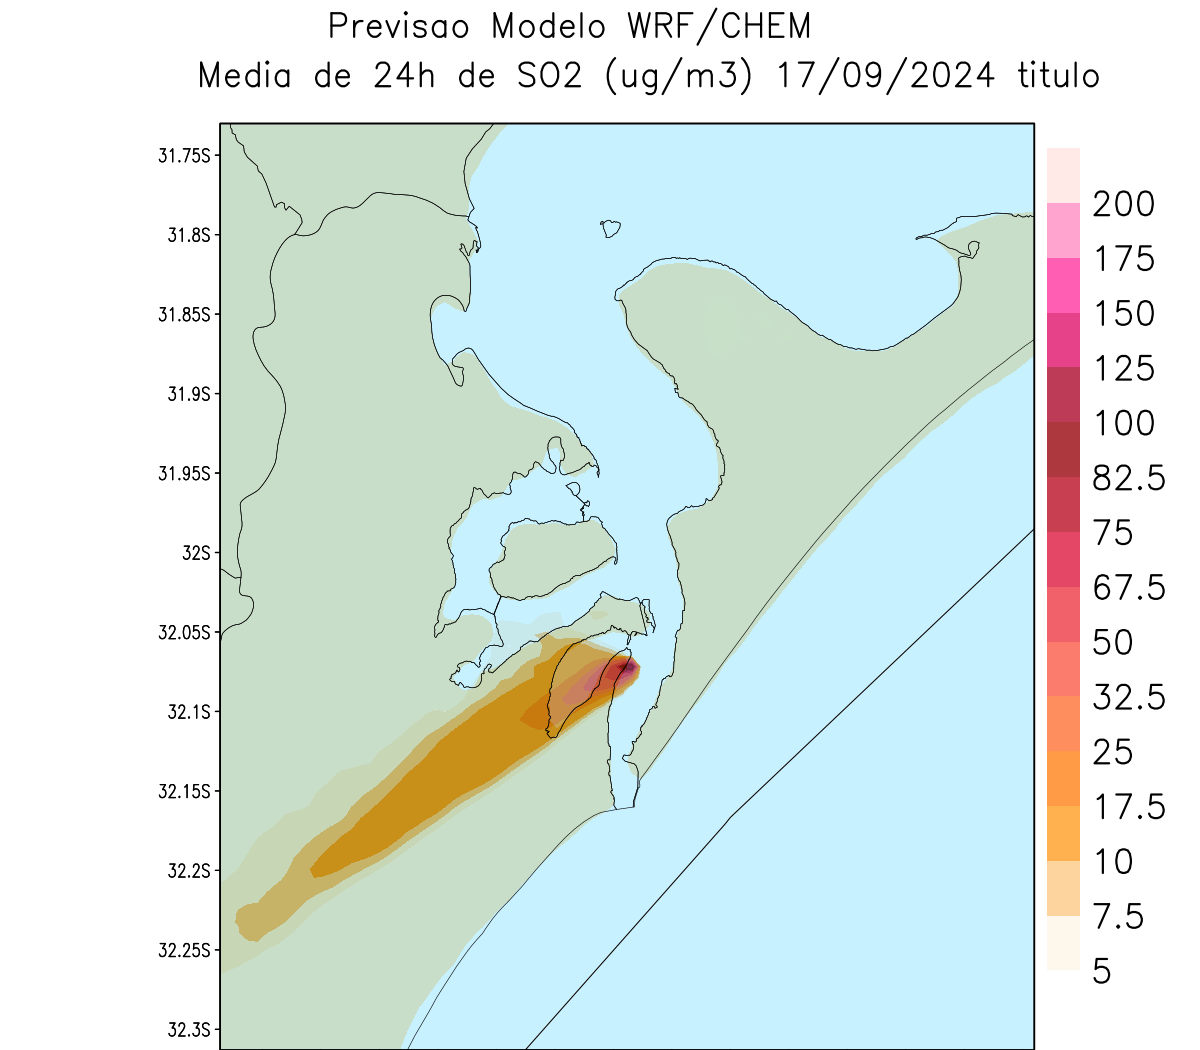 Previsao Modelo WRF/CHEM
Media de 24h de SO2 (ug/m3) 17/09/2024 titulo
31.75S
31.8S
31.85S
31.9S
31.95S
32S
32.05S
32.1S
32.15S
32.2S
32.25S
32.3S
200
175
150
125
100
82.5
75
67.5
50
32.5
25
17.5
10
7.5
5